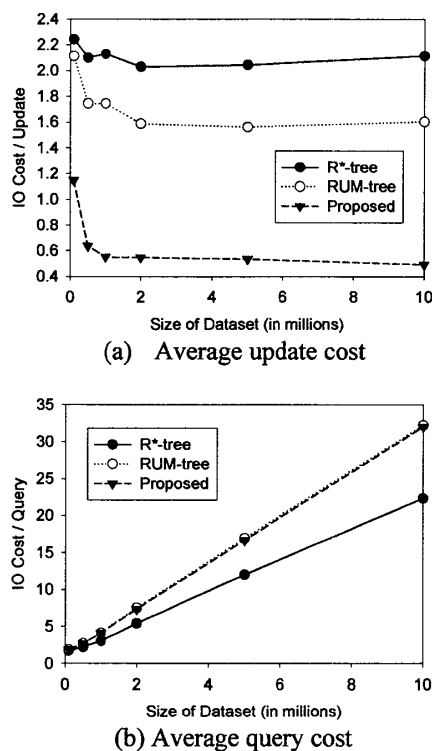 2.4
2.2
2.0
1.8
1.6
1.4
1.2
1.0
0.8
0.6
0.4
IO Cost / Update
R*-tree
RUM-tree
Proposed
0 2 4 6 8 10
Size of Dataset (in millions)
(a) Average update cost
35
30
25
20
15
10
5
0
IO Cost / Query
R*-tree
RUM-tree
Proposed
0 2 4 6 8 10
Size of Dataset (in millions)
(b) Average query cost